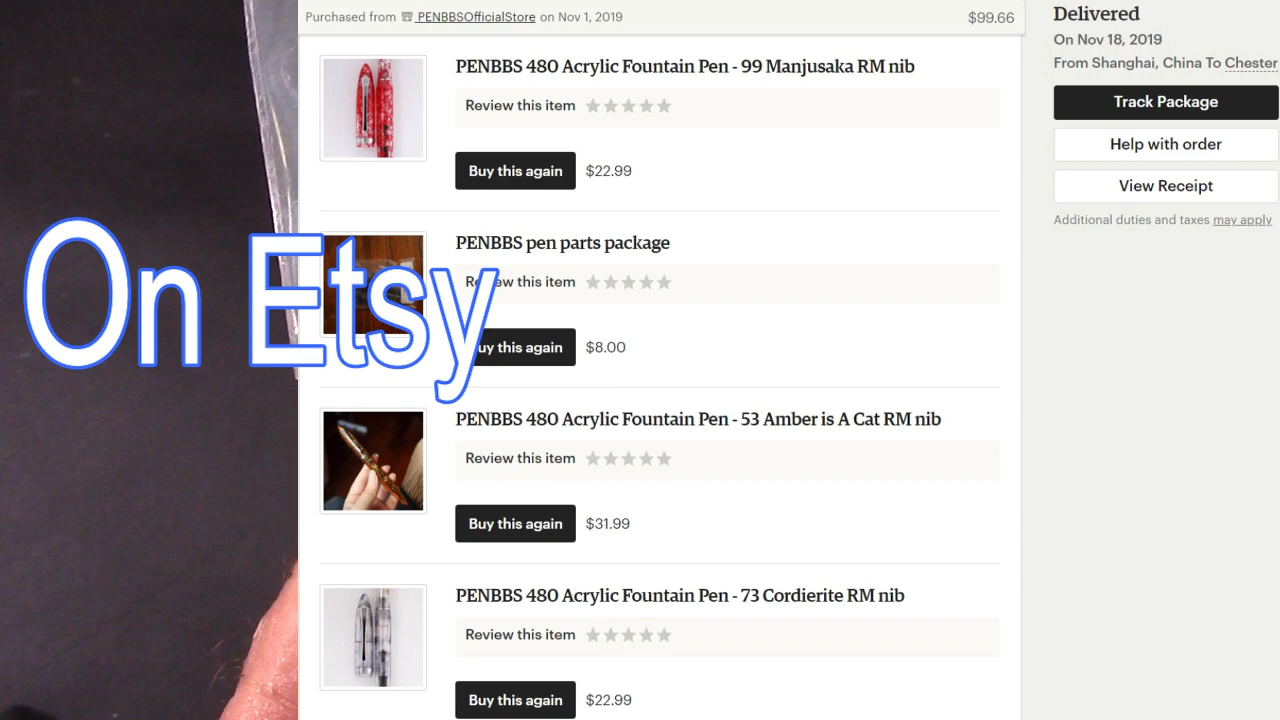 Purchased from PENBBSOfficialStore on Nov 1, 2019 $99.66
PENBBS 480 Acrylic Fountain Pen - 99 Manjusaka RM nib
Review this item
Buy this again $22.99
PENBBS pen parts package
Review this item
Buy this again $8.00
PENBBS 480 Acrylic Fountain Pen - 53 Amber is A Cat RM nib
Review this item
Buy this again $31.99
PENBBS 480 Acrylic Fountain Pen - 73 Cordierite RM nib
Review this item
Buy this again $22.99
Delivered
On Nov 18, 2019
From Shanghai, China To Chester
Track Package
Help with order
View Receipt
Additional duties and taxes may apply
On Etsy